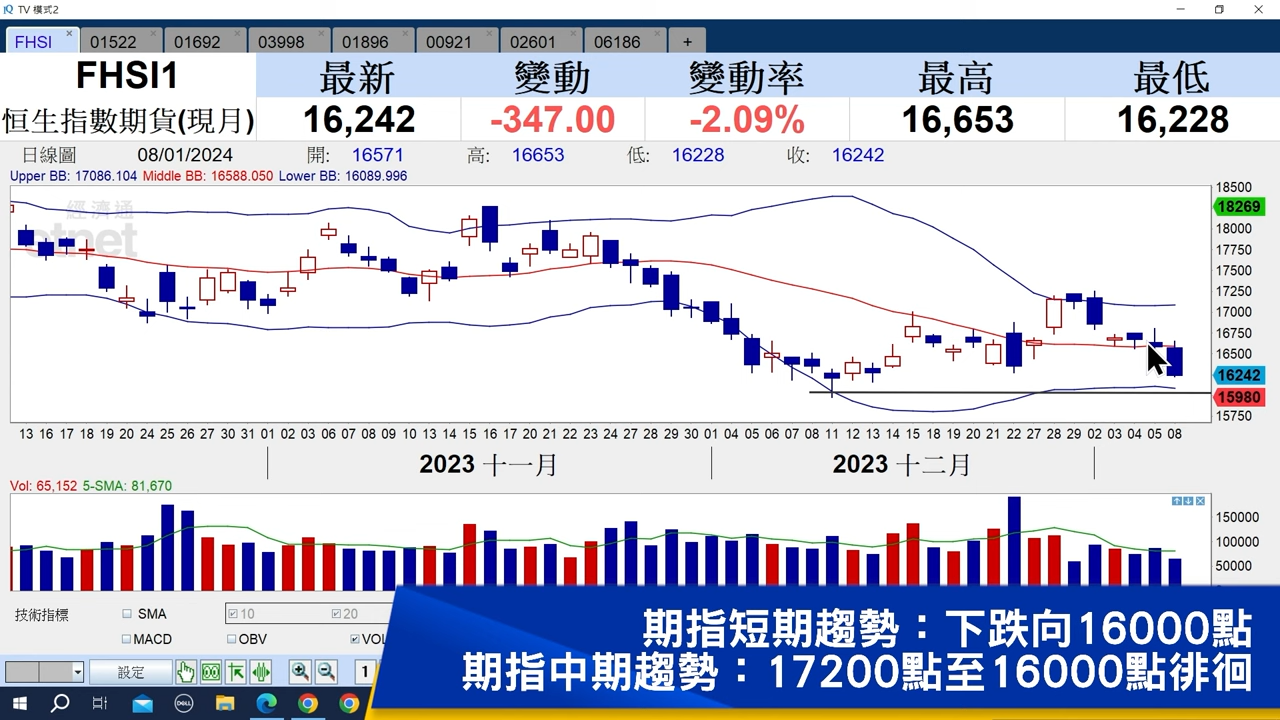 TV 模式2
FHSI 01522 01692 03998 01896 00921 02601 06186 +
FHSI1 最新 變動 變動率 最高 最低
恒生指數期貨(現月) 16,242 -347.00 -2.09% 16,653 16,228
日線圖 08/01/2024 開: 16571 高: 16653 低: 16228 收: 16242
Upper BB: 17086.104 Middle BB: 16588.050 Lower BB: 16089.996
經濟通
etnet
18500
18269
18000
17750
17500
17250
17000
16750
16500
16242
15980
15750
13 16 17 18 19 20 24 25 26 27 30 31 01 02 03 06 07 08 09 10 13 14 15 16 17 20 21 22 23 24 27 28 29 30 01 04 05 06 07 08 11 12 13 14 15 18 19 20 21 22 27 28 29 02 03 04 05 08
2023 十一月 2023 十二月
Vol: 65,152 5-SMA: 81,670
150000
100000
50000
技術指標 SMA 10 20
MACD OBV VOL
設定 1
期指短期趨勢：下跌向16000點
期指中期趨勢：17200點至16000點徘徊
DELL